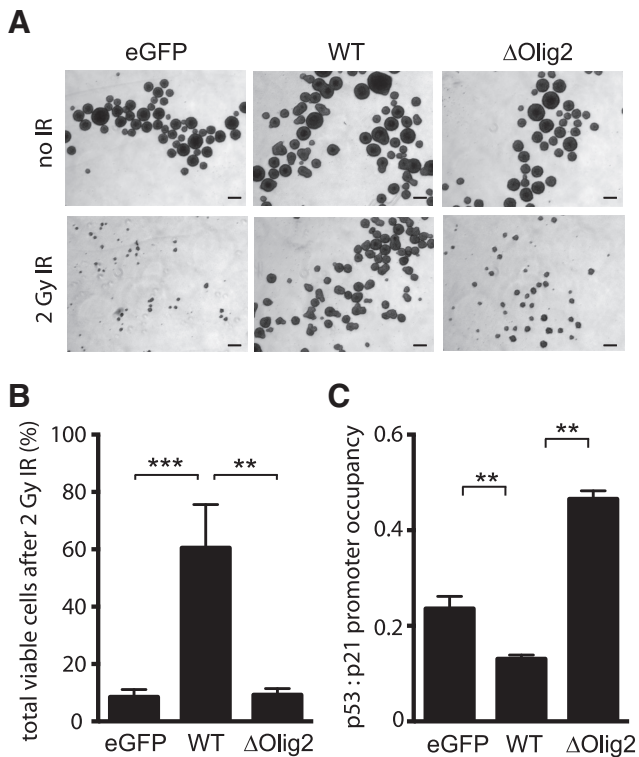 A
eGFP WT ΔOlig2
no IR
2 Gy IR
B
total viable cells after 2 Gy IR (%)
100
80
60
40
20
0
*** **
eGFP WT ΔOlig2
C
p53 : p21 promoter occupancy
0.6
0.4
0.2
0
** **
eGFP WT ΔOlig2